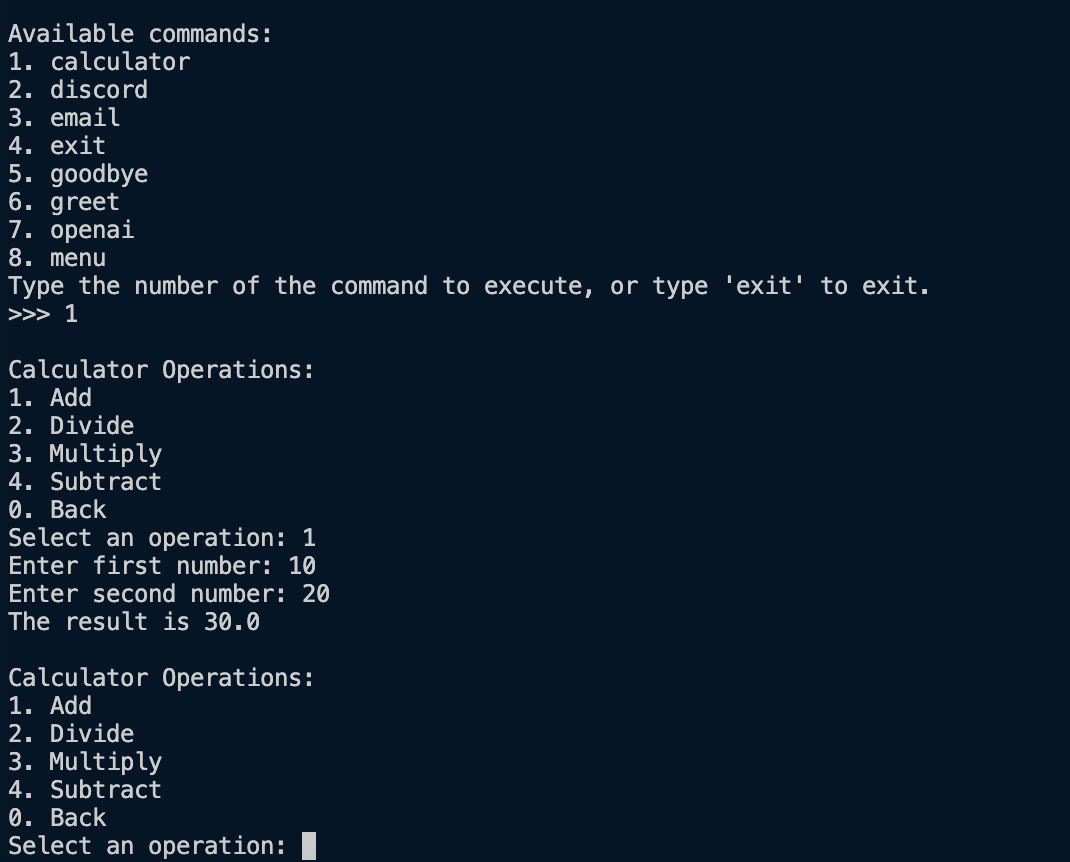 Available commands:
1. calculator
2. discord
3. email
4. exit
5. goodbye
6. greet
7. openai
8. menu
Type the number of the command to execute, or type 'exit' to exit.
>>> 1
Calculator Operations:
1. Add
2. Divide
3. Multiply
4. Subtract
0. Back
Select an operation: 1
Enter first number: 10
Enter second number: 20
The result is 30.0
Calculator Operations:
1. Add
2. Divide
3. Multiply
4. Subtract
0. Back
Select an operation: